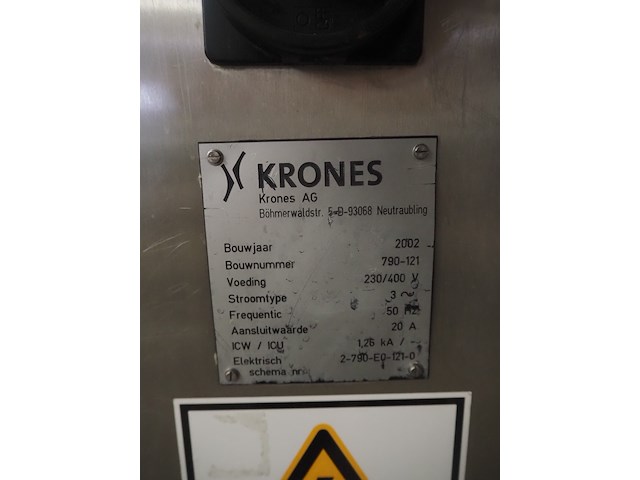 KRONES
Krones AG
Böhmerwaldstr. 5 D-93068 Neutraubling
Bouwjaar 2002
Bouwnummer 790-121
Voeding 230/400 V
Stroomtype 3 ~
Frequentic 50 Hz
Aansluitwaarde 20 A
ICW / ICU 1,26 kA / -
Elektrisch 2-790-E0-121-0
schema nr.